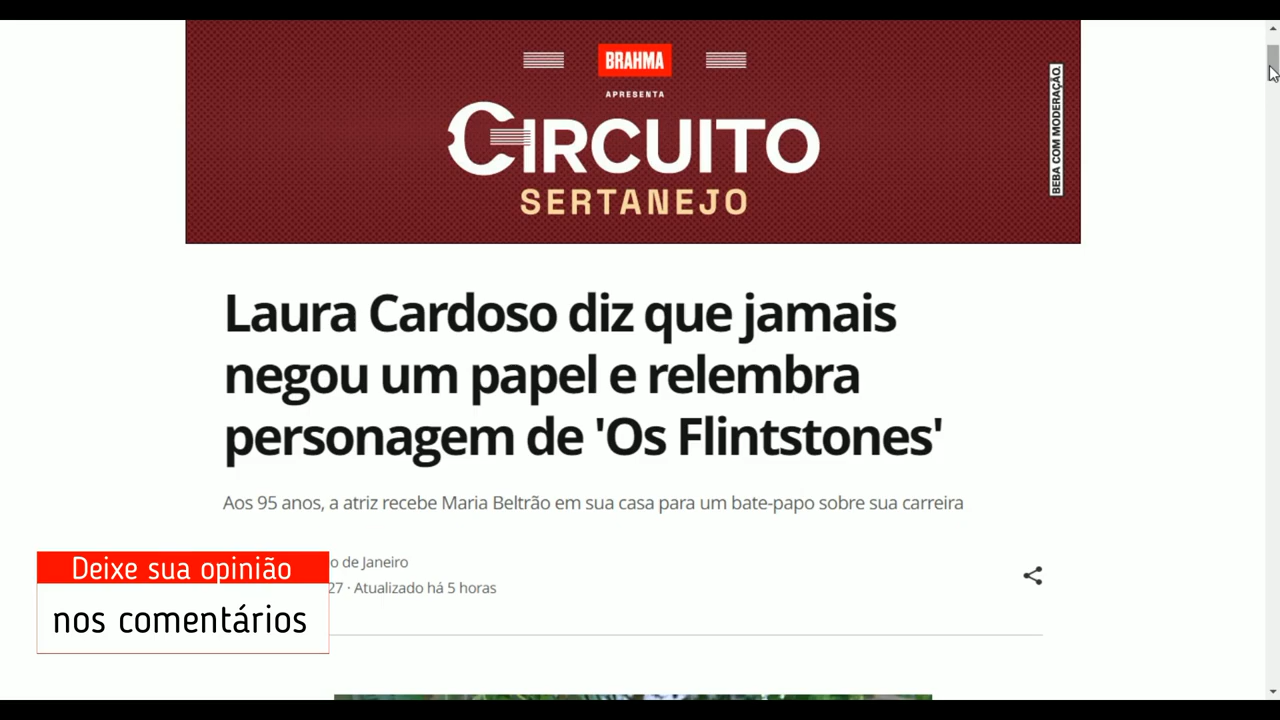 BRAHMA
APRESENTA
CIRCUITO
SERTANEJO
BEBA COM MODERAÇÃO.
Laura Cardoso diz que jamais
negou um papel e relembra
personagem de 'Os Flintstones'
Aos 95 anos, a atriz recebe Maria Beltrão em sua casa para um bate-papo sobre sua carreira
o de Janeiro
27 · Atualizado há 5 horas
Deixe sua opinião
nos comentários